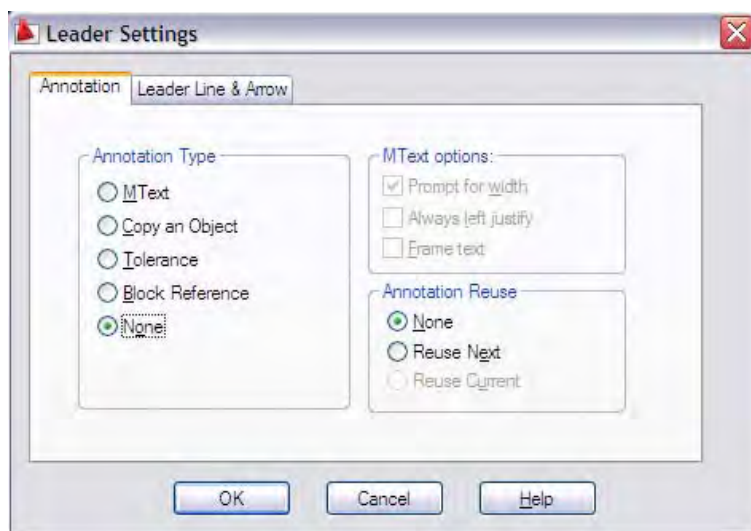 Leader Settings
Annotation
Leader Line & Arrow
Annotation Type
MText
Copy an Object
Tolerance
Block Reference
None
MText options:
Prompt for width
Always left justify
Frame text
Annotation Reuse
None
Reuse Next
Reuse Current
OK
Cancel
Help